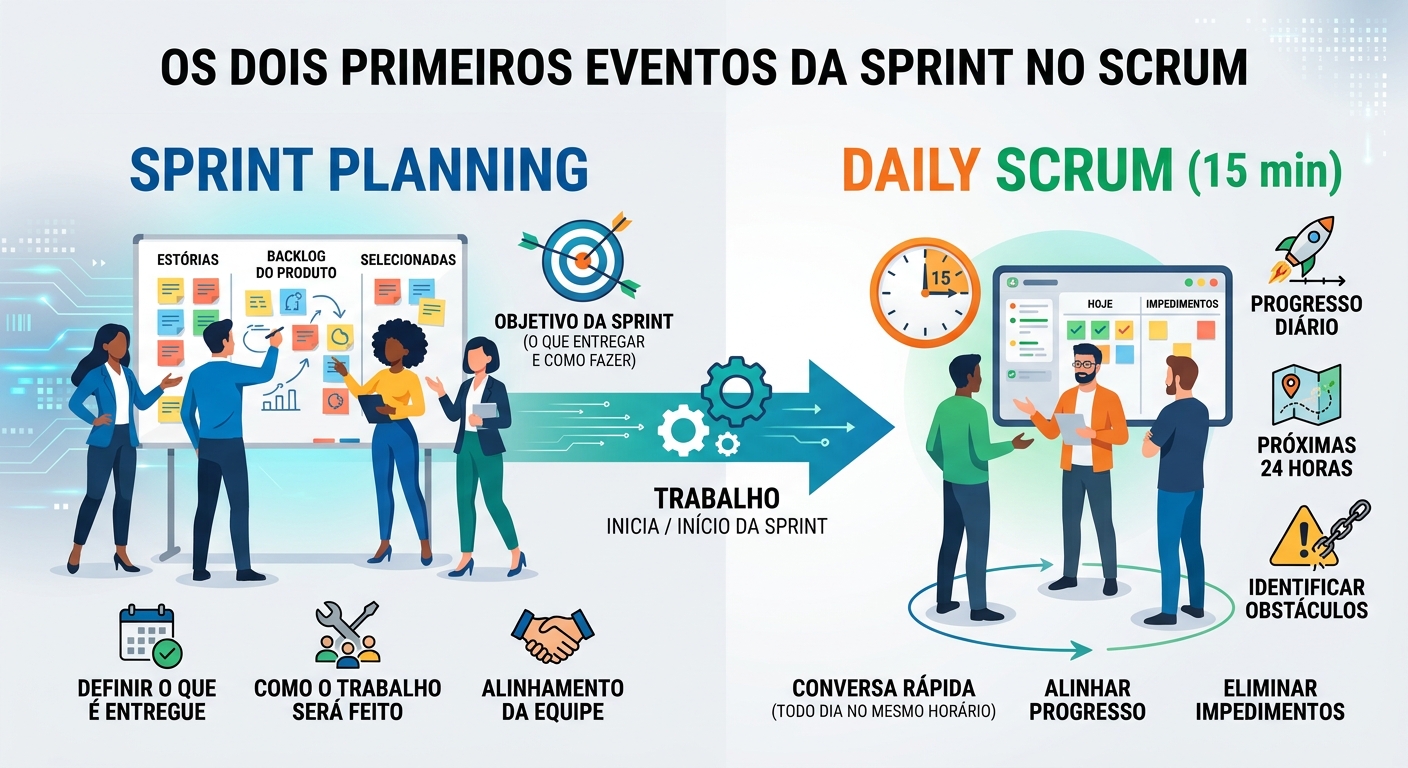 OS DOIS PRIMEIROS EVENTOS DA SPRINT NO SCRUM
SPRINT PLANNING
ESTÓRIAS
BACKLOG
DO PRODUTO
SELECIONADAS
OBJETIVO DA SPRINT
(O QUE ENTREGAR
E COMO FAZER)
TRABALHO
INICIA / INÍCIO DA SPRINT
DEFINIR O QUE
É ENTREGUE
COMO O TRABALHO
SERÁ FEITO
ALINHAMENTO
DA EQUIPE
DAILY SCRUM (15 min)
15
HOJE
IMPEDIMENTOS
PROGRESSO
DIÁRIO
PRÓXIMAS
24 HORAS
IDENTIFICAR
OBSTÁCULOS
CONVERSA RÁPIDA
(TODO DIA NO MESMO HORÁRIO)
ALINHAR
PROGRESSO
ELIMINAR
IMPEDIMENTOS